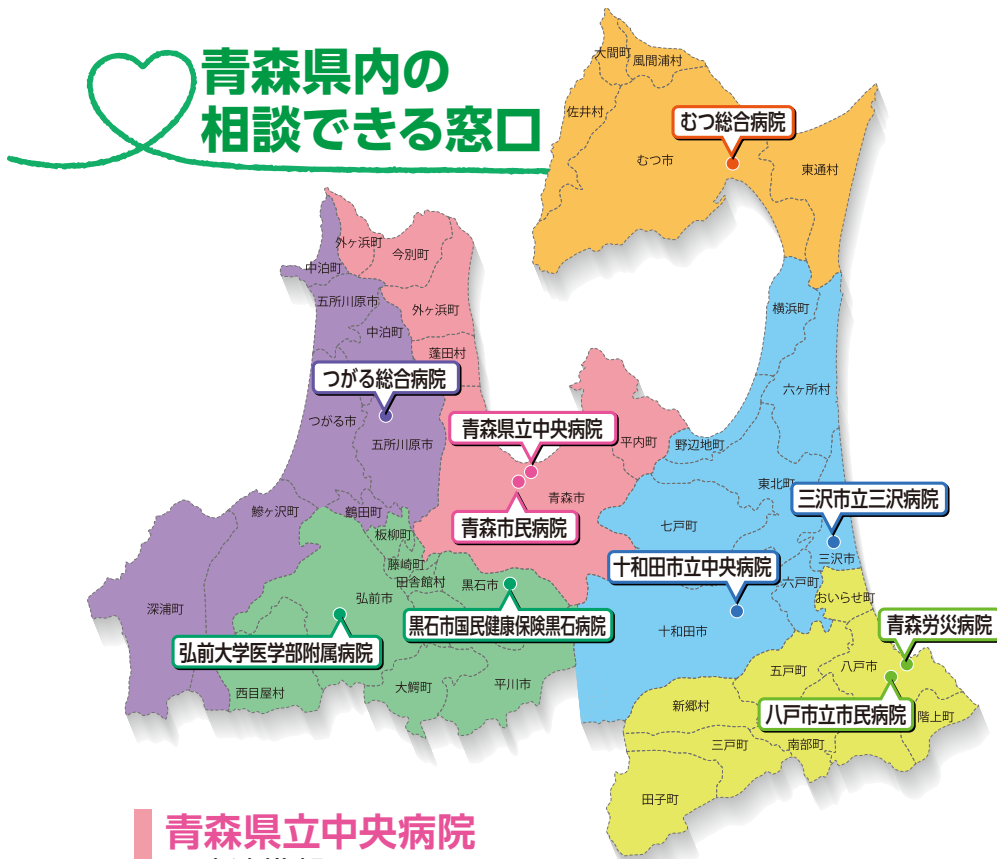 青森県内の
相談できる窓口
大間町
風間浦村
佐井村
むつ総合病院
むつ市
東通村
外ヶ浜町
今別町
中泊町
五所川原市
外ヶ浜町
横浜町
中泊町
蓬田村
つがる総合病院
六ヶ所村
つがる市
青森県立中央病院
五所川原市
平内町
野辺地町
東北町
青森市
三沢市立三沢病院
鰺ヶ沢町
鶴田町
青森市民病院
七戸町
板柳町
三沢市
藤崎町
十和田市立中央病院
田舎館村
黒石市
六戸町
弘前市
おいらせ町
深浦町
黒石市国民健康保険黒石病院
十和田市
青森労災病院
弘前大学医学部附属病院
五戸町
八戸市
大鰐町
平川市
西目屋村
新郷村
八戸市立市民病院
階上町
三戸町
南部町
田子町
青森県立中央病院